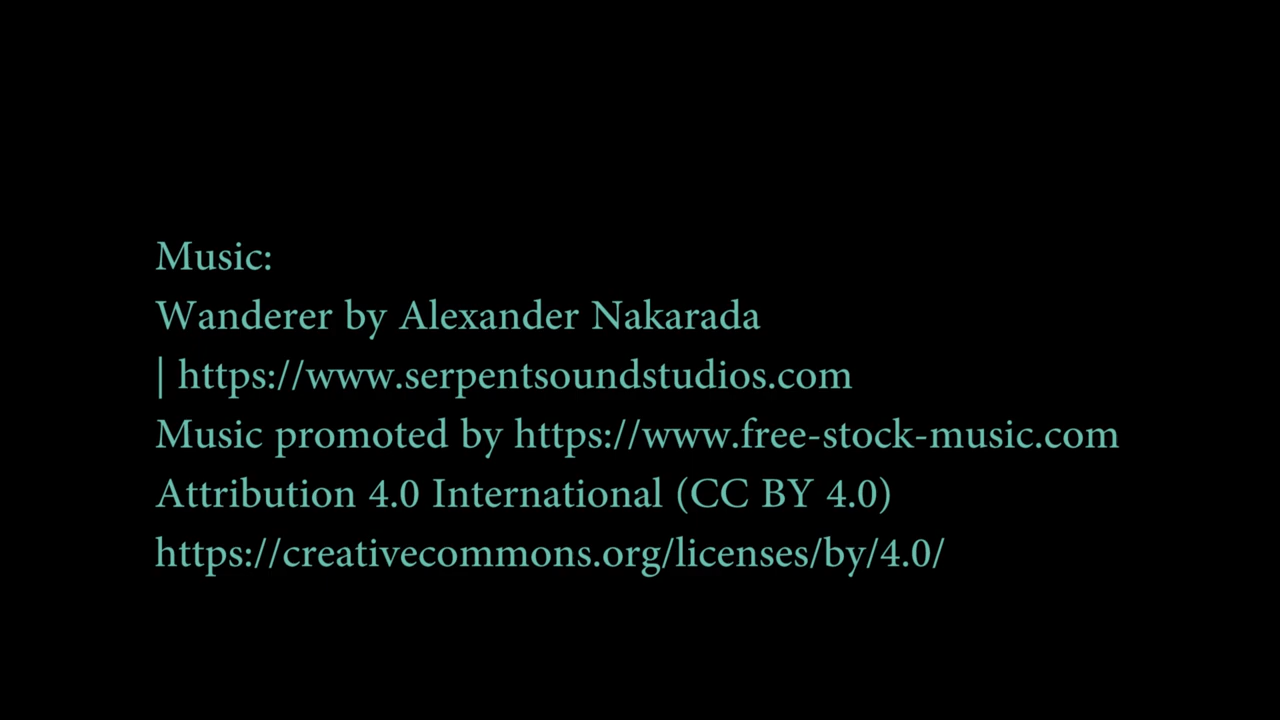 Music:
Wanderer by Alexander Nakarada
| https://www.serpentsoundstudios.com
Music promoted by https://www.free-stock-music.com
Attribution 4.0 International (CC BY 4.0)
https://creativecommons.org/licenses/by/4.0/